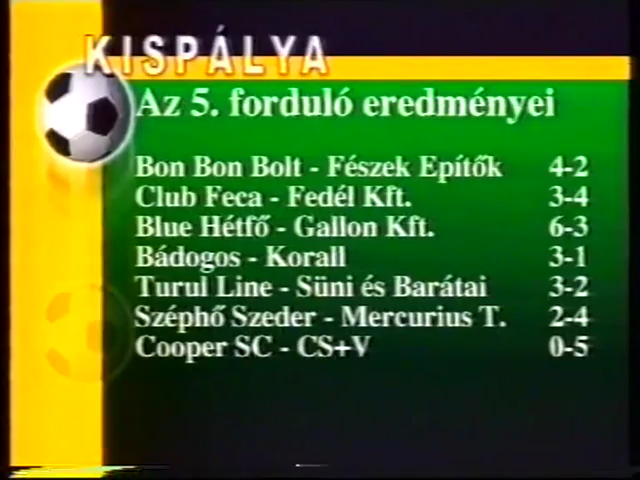 KISPÁLYA
Az 5. forduló eredményei
Bon Bon Bolt - Fészek Epítők 4-2
Club Feca - Fedél Kft. 3-4
Blue Hétfő - Gallon Kft. 6-3
Bádogos - Korall 3-1
Turul Line - Süni és Barátai 3-2
Széphő Szeder - Mercurius T. 2-4
Cooper SC - CS+V 0-5